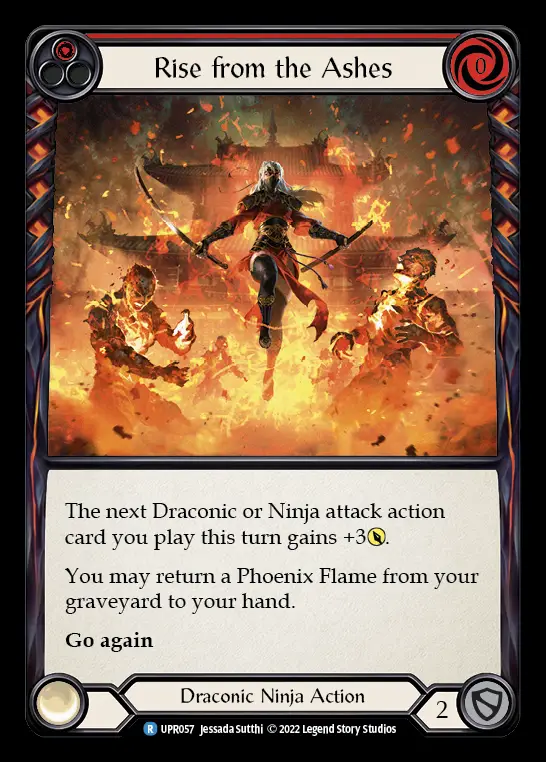 Rise from the Ashes
0
The next Draconic or Ninja attack action
card you play this turn gains +3.
You may return a Phoenix Flame from your
graveyard to your hand.
Go again
Draconic Ninja Action
2
R UPR057 Jessada Sutthi © 2022 Legend Story Studios